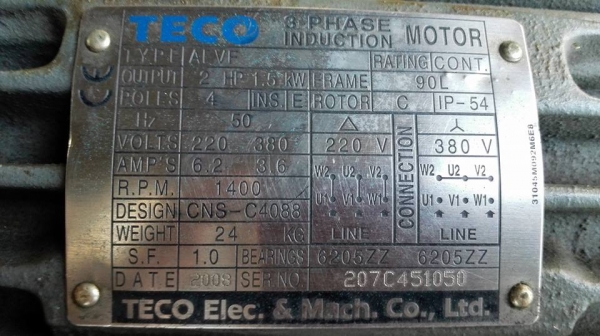 TECO 3-PHASE INDUCTION MOTOR
TYPE ALVF RATING CONT.
OUTPUT 2 HP 1.5 kW FRAME 90L
POLES 4 INS. E ROTOR C IP-54
Hz 50
VOLTS 220 380 220 V 380 V
AMP'S 6.2 3.6 W2 U2 V2 W2 U2 V2
R.P.M. 1400 CONNECTION
DESIGN CNS-C4088 U1 V1 W1 U1 V1 W1
WEIGHT 24 KG LINE LINE
S.F. 1.0 BEARINGS 6205ZZ 6205ZZ
DATE 2008 SER.NO. 207C451050
TECO Elec. & Mach. Co., Ltd.
CE
31045M092M6E8